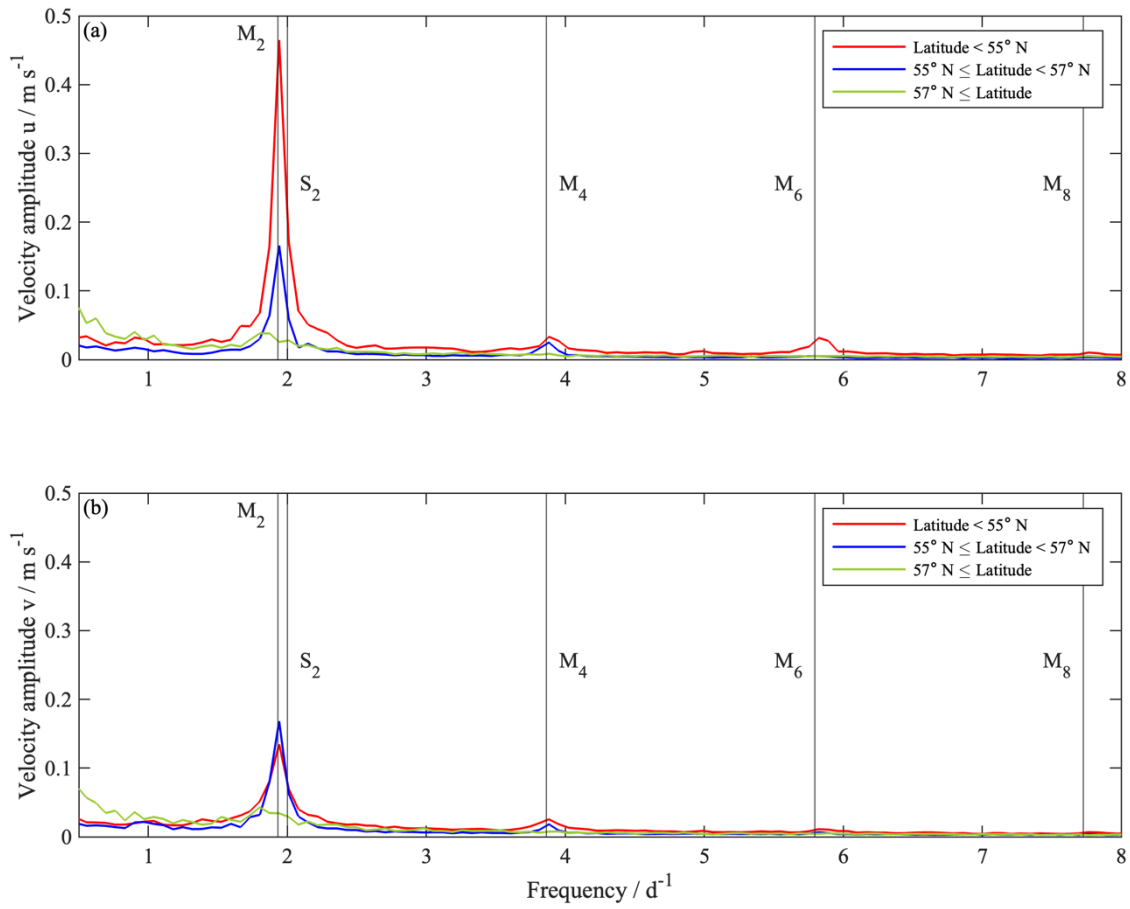 (a)
M₂
S₂
M₄
M₆
M₈
Latitude < 55° N
55° N ≤ Latitude < 57° N
57° N ≤ Latitude
Velocity amplitude u / m s⁻¹
0.5
0.4
0.3
0.2
0.1
0
1 2 3 4 5 6 7 8
(b)
M₂
S₂
M₄
M₆
M₈
Latitude < 55° N
55° N ≤ Latitude < 57° N
57° N ≤ Latitude
Velocity amplitude v / m s⁻¹
0.5
0.4
0.3
0.2
0.1
0
1 2 3 4 5 6 7 8
Frequency / d⁻¹